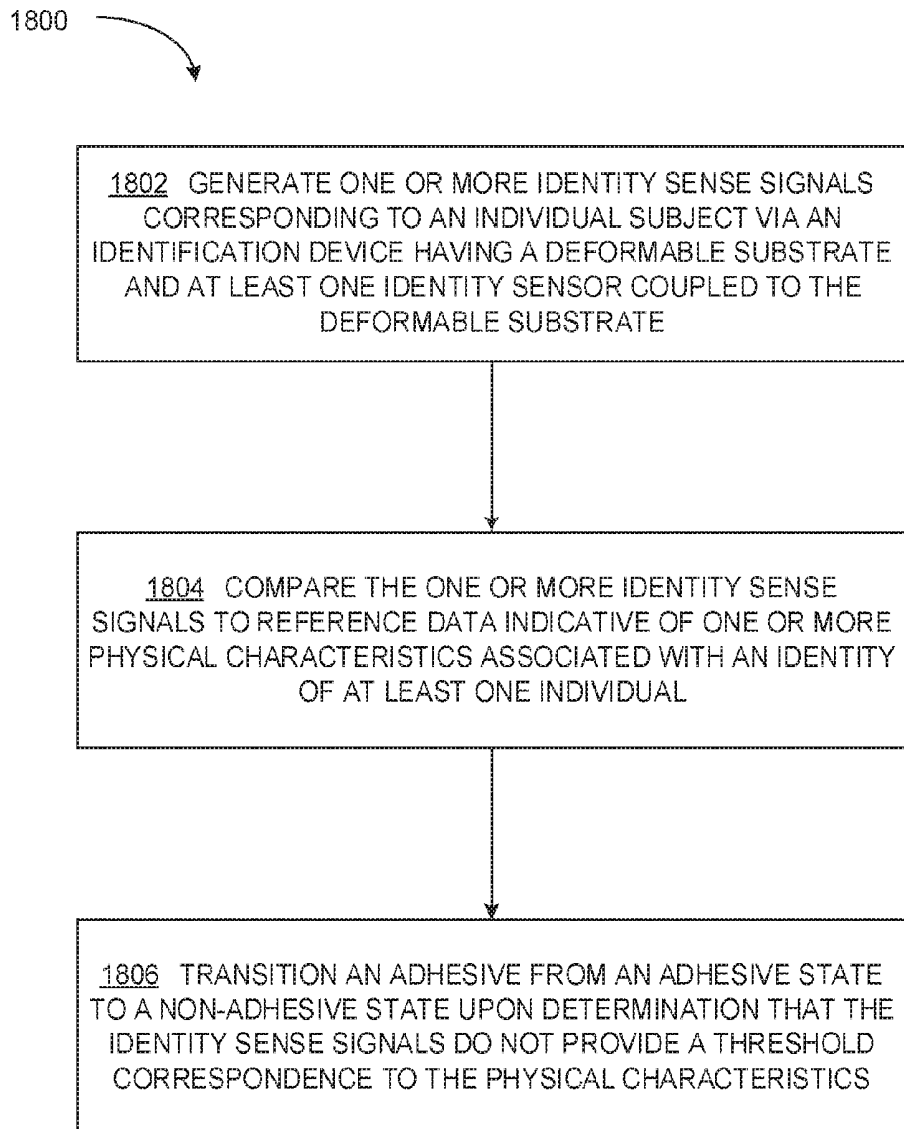 1800
1802 GENERATE ONE OR MORE IDENTITY SENSE SIGNALS
CORRESPONDING TO AN INDIVIDUAL SUBJECT VIA AN
IDENTIFICATION DEVICE HAVING A DEFORMABLE SUBSTRATE
AND AT LEAST ONE IDENTITY SENSOR COUPLED TO THE
DEFORMABLE SUBSTRATE
1804 COMPARE THE ONE OR MORE IDENTITY SENSE
SIGNALS TO REFERENCE DATA INDICATIVE OF ONE OR MORE
PHYSICAL CHARACTERISTICS ASSOCIATED WITH AN IDENTITY
OF AT LEAST ONE INDIVIDUAL
1806 TRANSITION AN ADHESIVE FROM AN ADHESIVE STATE
TO A NON-ADHESIVE STATE UPON DETERMINATION THAT THE
IDENTITY SENSE SIGNALS DO NOT PROVIDE A THRESHOLD
CORRESPONDENCE TO THE PHYSICAL CHARACTERISTICS